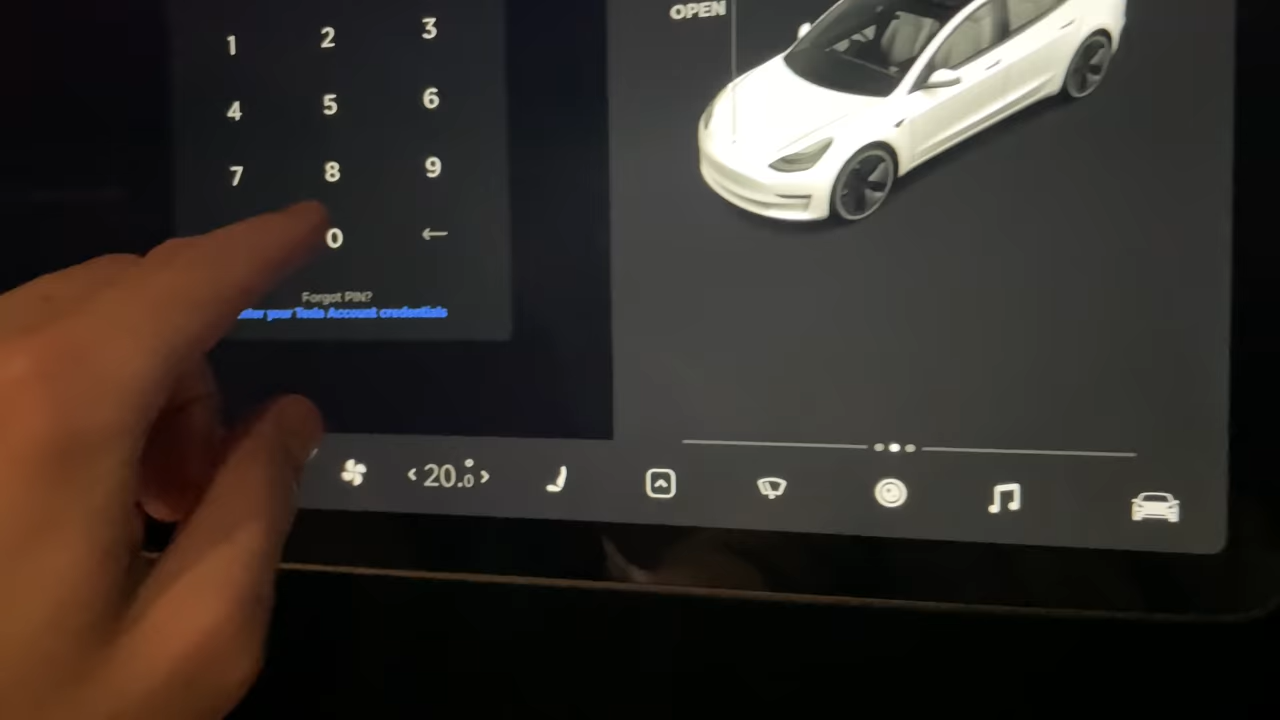 OPEN
1 2 3
4 5 6
7 8 9
0 ←
Forgot PIN?
your Tesla Account credentials
‹ 20.0° ›